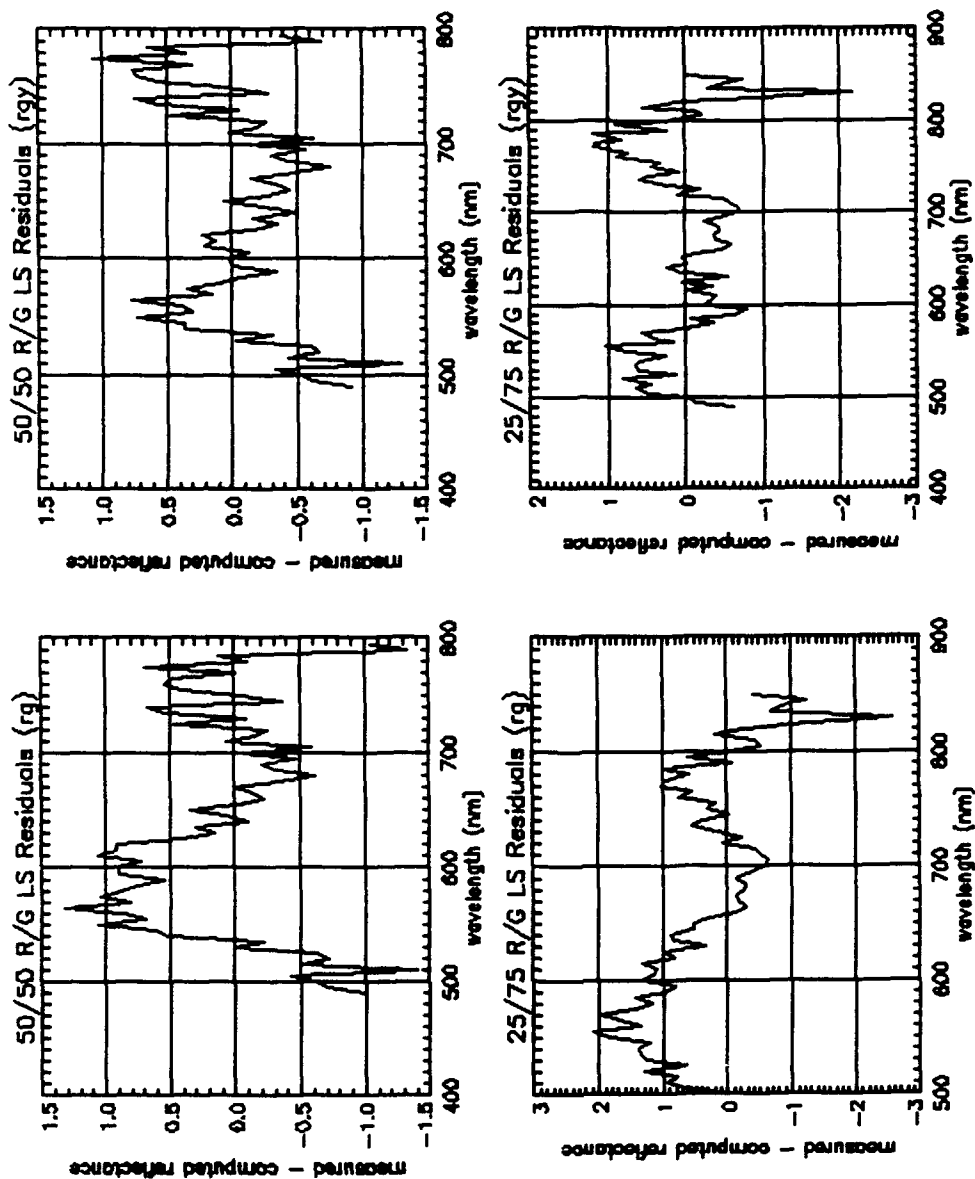 50/50 R/G LS Residuals (rg)
measured – computed reflectance
1.5
1.0
0.5
0.0
−0.5
−1.0
−1.5
400 500 600 700 800
wavelength (nm)
50/50 R/G LS Residuals (rgy)
measured – computed reflectance
1.5
1.0
0.5
0.0
−0.5
−1.0
−1.5
400 500 600 700 800
wavelength (nm)
25/75 R/G LS Residuals (rg)
measured – computed reflectance
3
2
1
0
−1
−2
−3
500 600 700 800 900
wavelength (nm)
25/75 R/G LS Residuals (rgy)
measured – computed reflectance
2
1
0
−1
−2
−3
400 500 600 700 800 900
wavelength (nm)